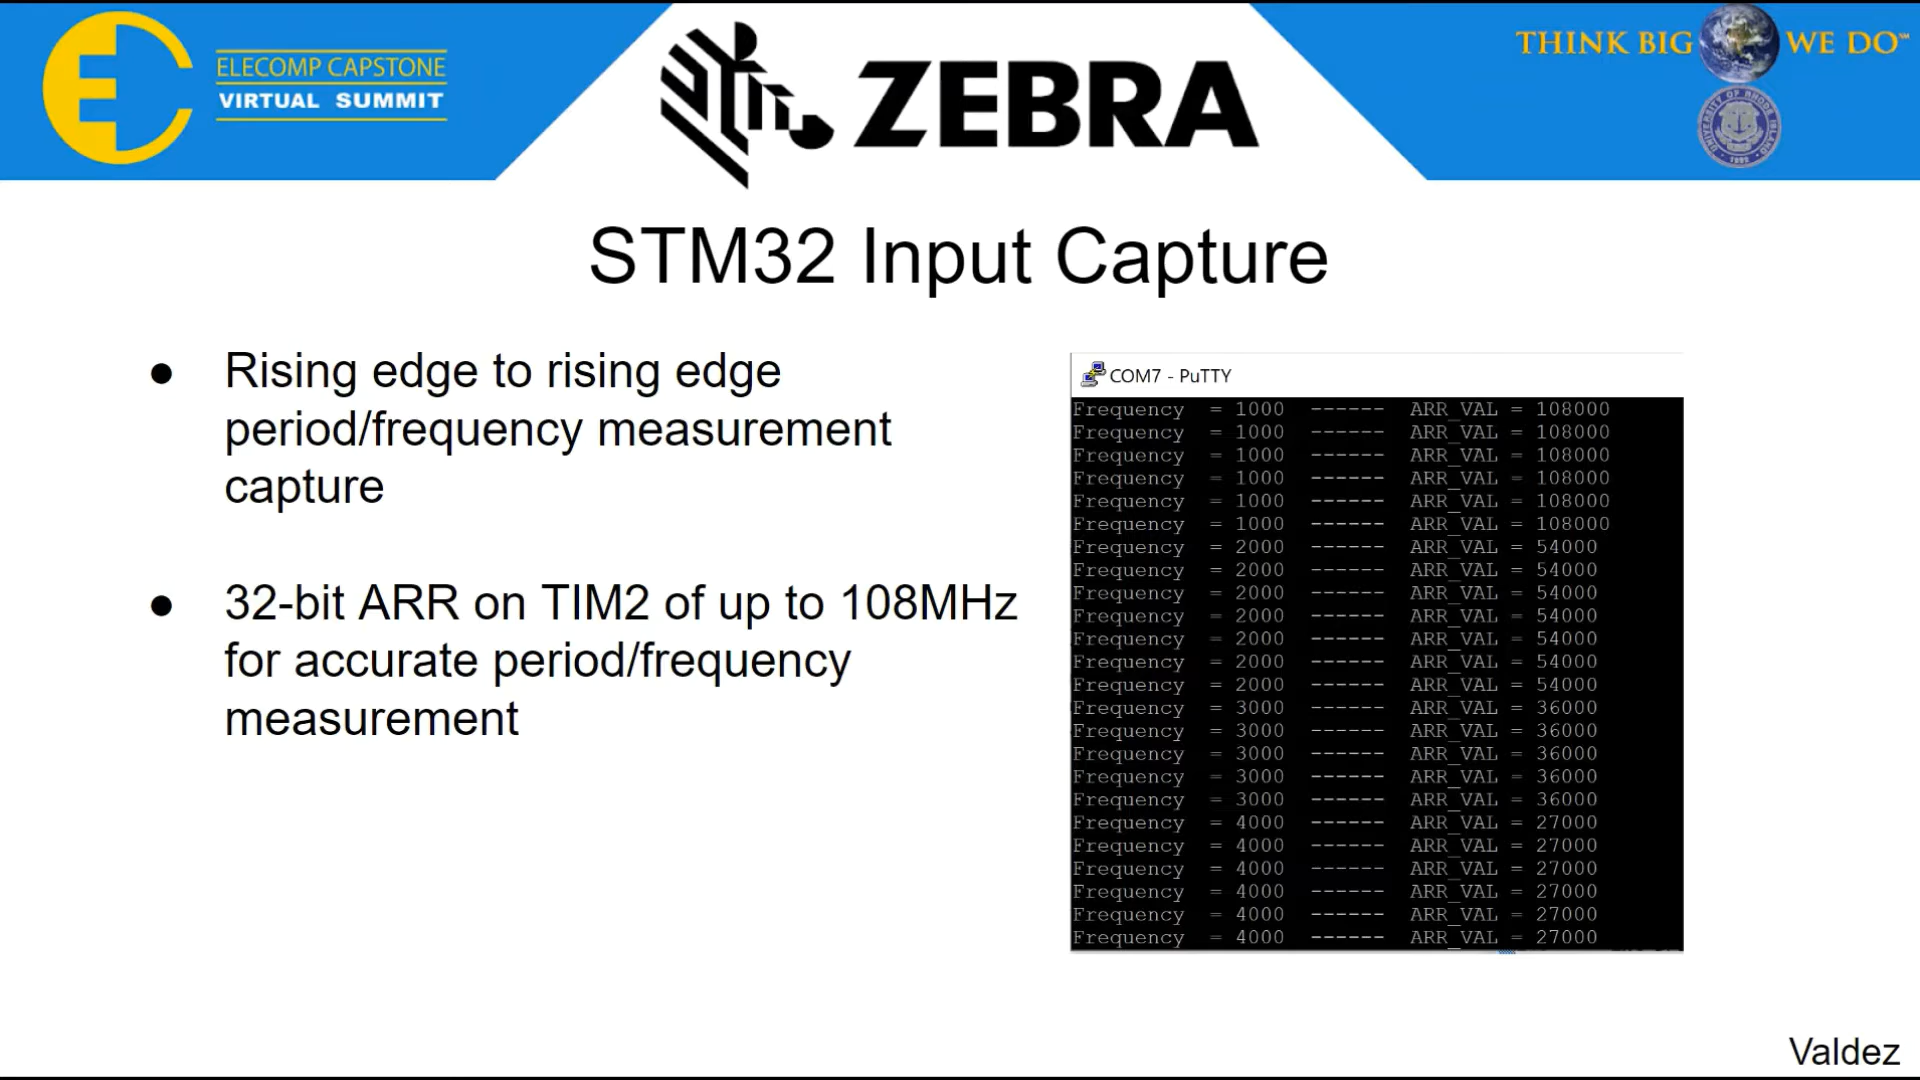 ELECOMP CAPSTONE
VIRTUAL SUMMIT
ZEBRA
THINK BIG WE DO℠
UNIVERSITY OF RHODE ISLAND
1892
STM32 Input Capture
● Rising edge to rising edge
period/frequency measurement
capture
● 32-bit ARR on TIM2 of up to 108MHz
for accurate period/frequency
measurement
COM7 - PuTTY
Frequency = 1000 ------ ARR_VAL = 108000
Frequency = 1000 ------ ARR_VAL = 108000
Frequency = 1000 ------ ARR_VAL = 108000
Frequency = 1000 ------ ARR_VAL = 108000
Frequency = 1000 ------ ARR_VAL = 108000
Frequency = 1000 ------ ARR_VAL = 108000
Frequency = 2000 ------ ARR_VAL = 54000
Frequency = 2000 ------ ARR_VAL = 54000
Frequency = 2000 ------ ARR_VAL = 54000
Frequency = 2000 ------ ARR_VAL = 54000
Frequency = 2000 ------ ARR_VAL = 54000
Frequency = 2000 ------ ARR_VAL = 54000
Frequency = 2000 ------ ARR_VAL = 54000
Frequency = 3000 ------ ARR_VAL = 36000
Frequency = 3000 ------ ARR_VAL = 36000
Frequency = 3000 ------ ARR_VAL = 36000
Frequency = 3000 ------ ARR_VAL = 36000
Frequency = 3000 ------ ARR_VAL = 36000
Frequency = 4000 ------ ARR_VAL = 27000
Frequency = 4000 ------ ARR_VAL = 27000
Frequency = 4000 ------ ARR_VAL = 27000
Frequency = 4000 ------ ARR_VAL = 27000
Frequency = 4000 ------ ARR_VAL = 27000
Frequency = 4000 ------ ARR_VAL = 27000
Valdez